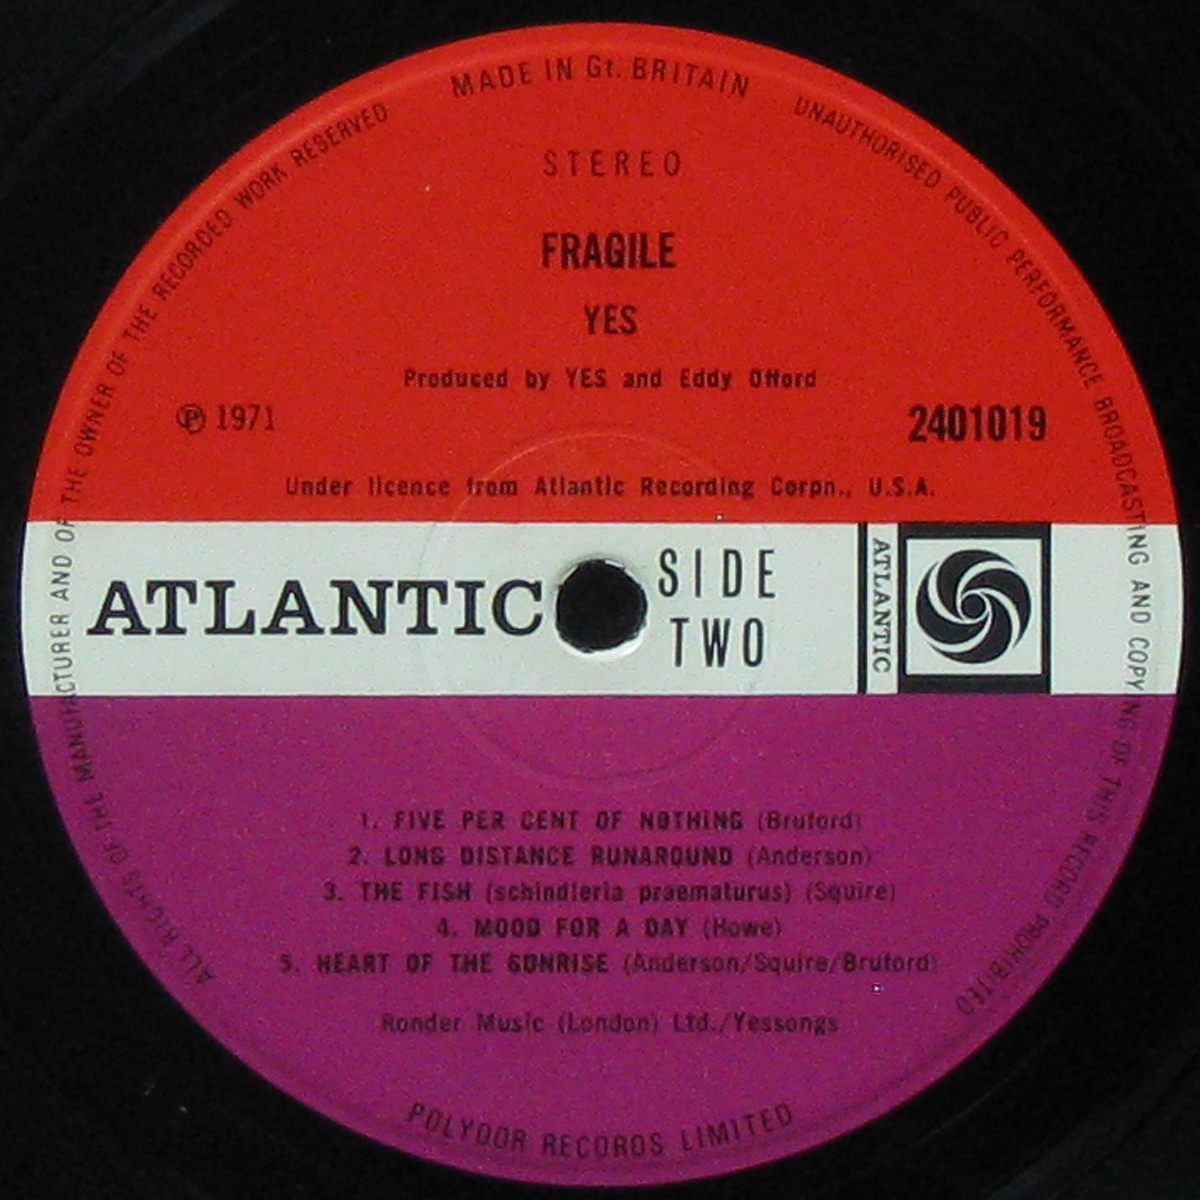 MADE IN Gt. BRITAIN
UNAUTHORISED PUBLIC PERFORMANCE BROADCASTING AND COPYING OF THIS RECORD PROHIBITED
ALL RIGHTS OF THE MANUFACTURER AND OF THE OWNER OF THE RECORDED WORK RESERVED
STEREO
FRAGILE
YES
Produced by YES and Eddy Offord
℗ 1971
2401019
Under licence from Atlantic Recording Corpn., U.S.A.
ATLANTIC
SIDE
TWO
ATLANTIC
1. FIVE PER CENT OF NOTHING (Bruford)
2. LONG DISTANCE RUNAROUND (Anderson)
3. THE FISH (schindleria praematurus) (Squire)
4. MOOD FOR A DAY (Howe)
5. HEART OF THE SUNRISE (Anderson/Squire/Bruford)
Ronder Music (London) Ltd./Yessongs
POLYDOR RECORDS LIMITED